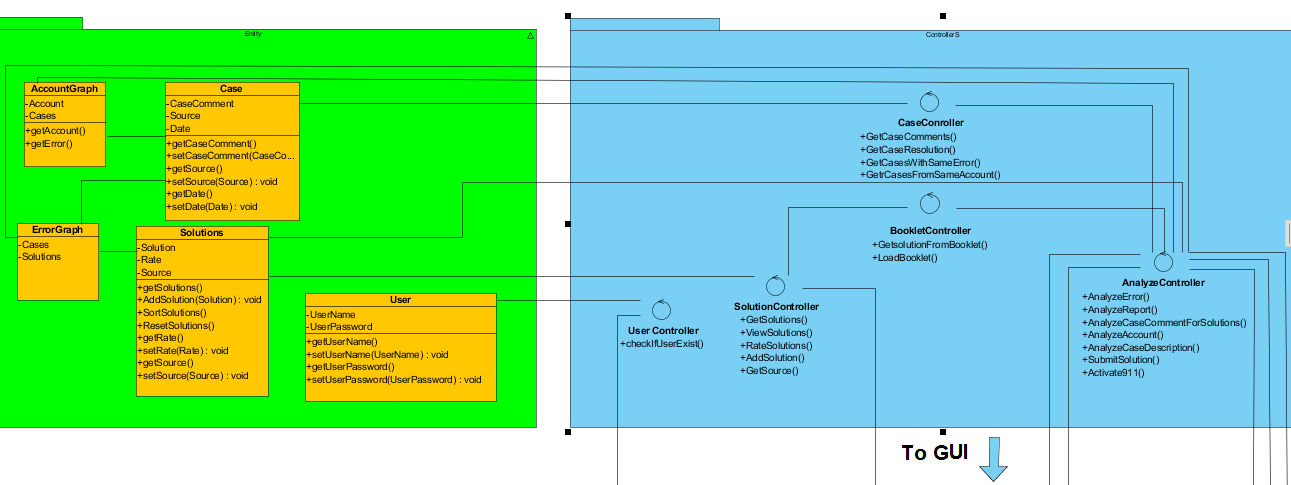 Entity
AccountGraph
-Account
-Cases
+getAccount()
+getError()
Case
-CaseComment
-Source
-Date
+getCaseComment()
+setCaseComment(CaseCo...
+getSource()
+setSource(Source) : void
+getDate()
+setDate(Date) : void
ErrorGraph
-Cases
-Solutions
Solutions
-Solution
-Rate
-Source
+getSolutions()
+AddSolution(Solution) : void
+SortSolutions()
+ResetSolutions()
+getRate()
+setRate(Rate) : void
+getSource()
+setSource(Source) : void
User
-UserName
-UserPassword
+getUserName()
+setUserName(UserName) : void
+getUserPassword()
+setUserPassword(UserPassword) : void
ControllerS
CaseConroller
+GetCaseComments()
+GetCaseResolution()
+GetCasesWithSameError()
+GetrCasesFromSameAccount()
BookletController
+GetsolutionFromBooklet()
+LoadBooklet()
User Controller
+checkIfUserExist()
SolutionController
+GetSolutions()
+ViewSolutions()
+RateSolutions()
+AddSolution()
+GetSource()
AnalyzeController
+AnalyzeError()
+AnalyzeReport()
+AnalyzeCaseCommentForSolutions()
+AnalyzeAccount()
+AnalyzeCaseDescription()
+SubmitSolution()
+Activate911()
To GUI